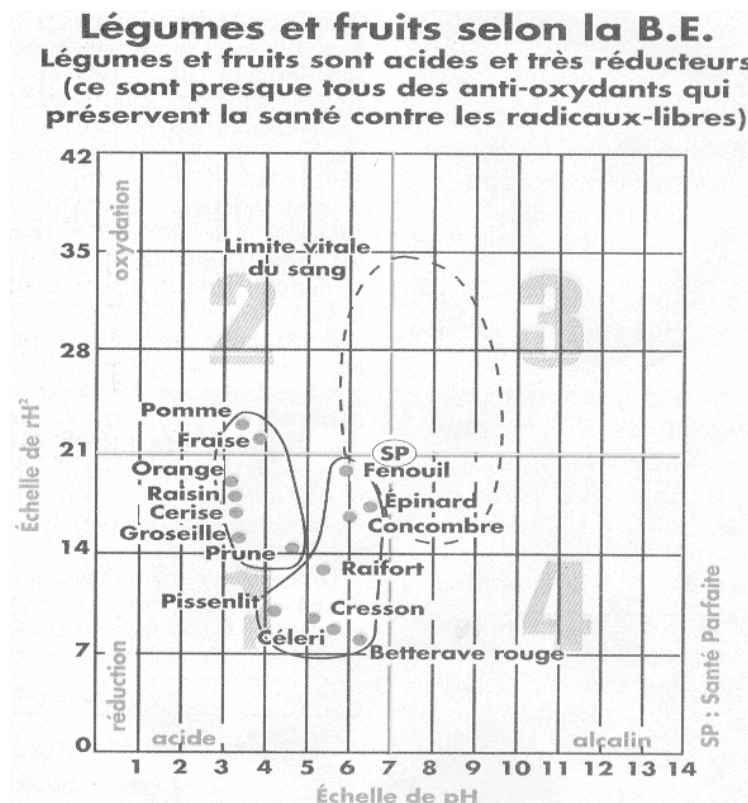 Légumes et fruits selon la B.E.
Légumes et fruits sont acides et très réducteurs
(ce sont presque tous des anti-oxydants qui
préservent la santé contre les radicaux-libres)
42
oxydation
35
Limite vitale
du sang
2
3
28
Échelle de rH²
Pomme
Fraise
21
SP
Fenouil
Orange
Raisin
Épinard
Cerise
Concombre
Groseille
14
Prune
Raifort
1
4
Pissenlit
Cresson
Céleri
7
Betterave rouge
réduction
SP : Santé Parfaite
0
acide
alcalin
1 2 3 4 5 6 7 8 9 10 11 12 13 14
Échelle de pH